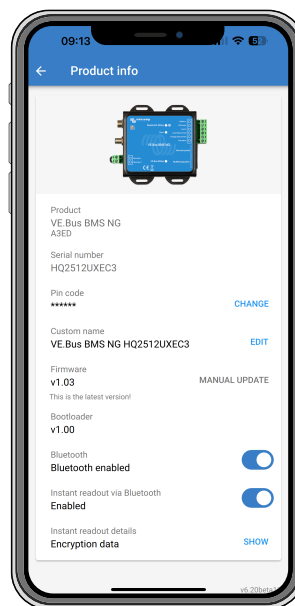 09:13
Product info
Product
VE.Bus BMS NG
A3ED
Serial number
HQ2512UXEC3
Pin code
******
CHANGE
Custom name
VE.Bus BMS NG HQ2512UXEC3
EDIT
Firmware
v1.03
MANUAL UPDATE
This is the latest version!
Bootloader
v1.00
Bluetooth
Bluetooth enabled
Instant readout via Bluetooth
Enabled
Instant readout details
Encryption data
SHOW